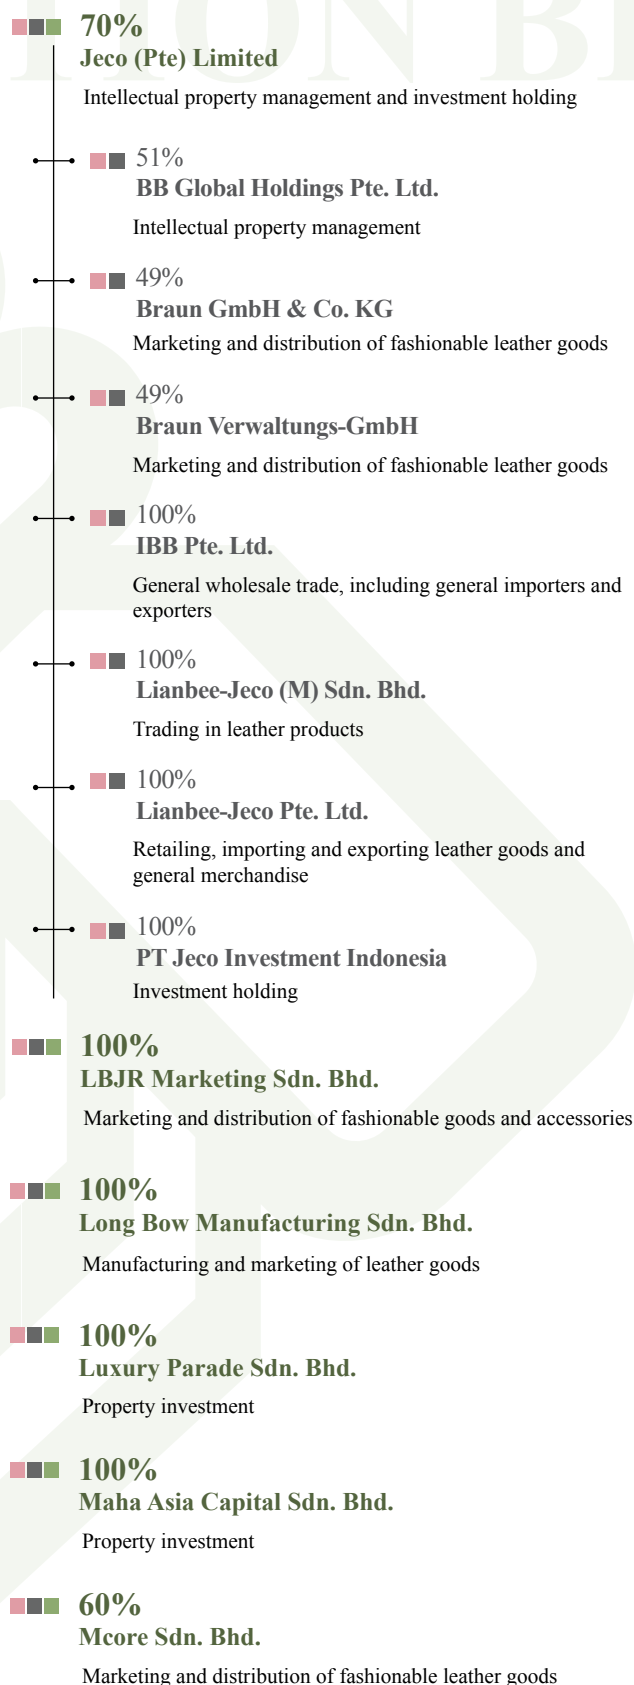 70%
Jeco (Pte) Limited
Intellectual property management and investment holding
51%
BB Global Holdings Pte. Ltd.
Intellectual property management
49%
Braun GmbH & Co. KG
Marketing and distribution of fashionable leather goods
49%
Braun Verwaltungs-GmbH
Marketing and distribution of fashionable leather goods
100%
IBB Pte. Ltd.
General wholesale trade, including general importers and
exporters
100%
Lianbee-Jeco (M) Sdn. Bhd.
Trading in leather products
100%
Lianbee-Jeco Pte. Ltd.
Retailing, importing and exporting leather goods and
general merchandise
100%
PT Jeco Investment Indonesia
Investment holding
100%
LBJR Marketing Sdn. Bhd.
Marketing and distribution of fashionable goods and accessories
100%
Long Bow Manufacturing Sdn. Bhd.
Manufacturing and marketing of leather goods
100%
Luxury Parade Sdn. Bhd.
Property investment
100%
Maha Asia Capital Sdn. Bhd.
Property investment
60%
Mcore Sdn. Bhd.
Marketing and distribution of fashionable leather goods